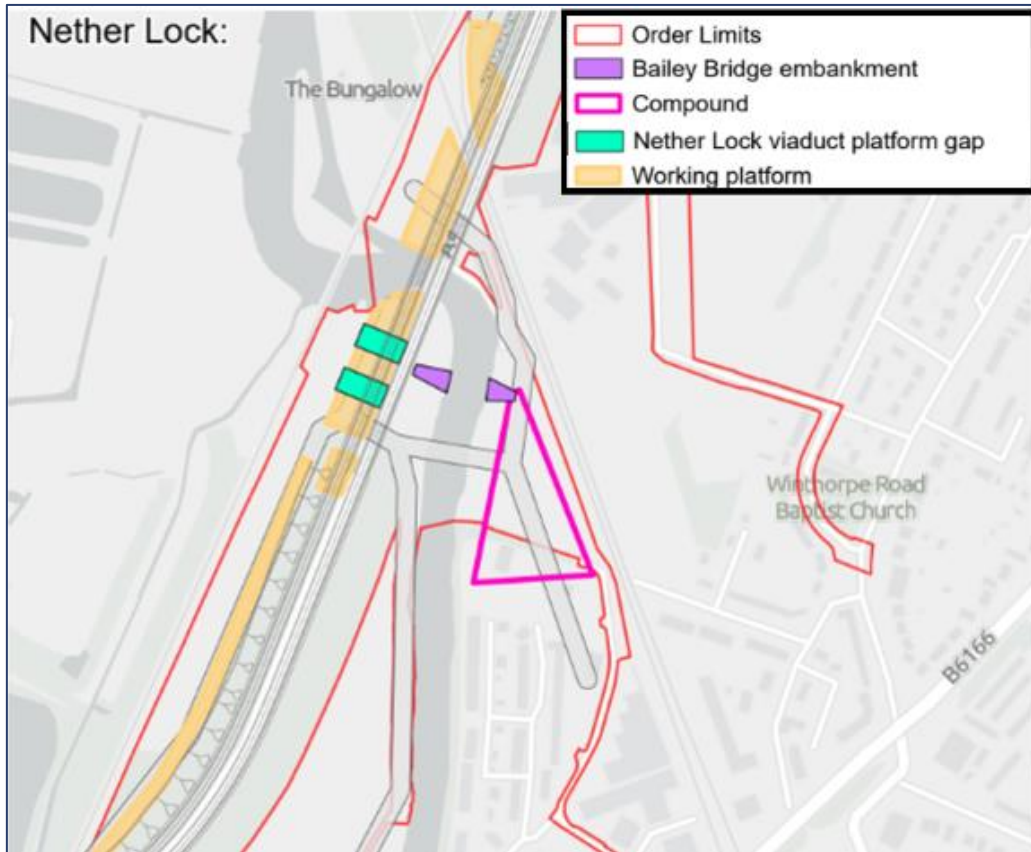 Nether Lock:
Order Limits
Bailey Bridge embankment
Compound
Nether Lock viaduct platform gap
Working platform
The Bungalow
Winthorpe Road
Baptist Church
B6166